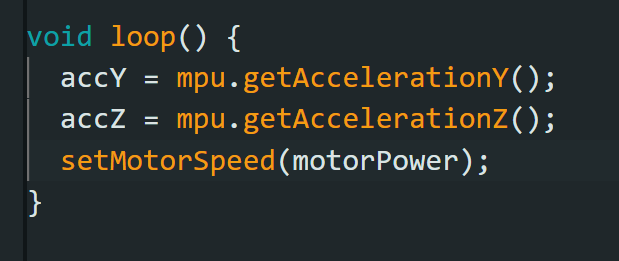 void loop() {
  accY = mpu.getAccelerationY();
  accZ = mpu.getAccelerationZ();
  setMotorSpeed(motorPower);
}